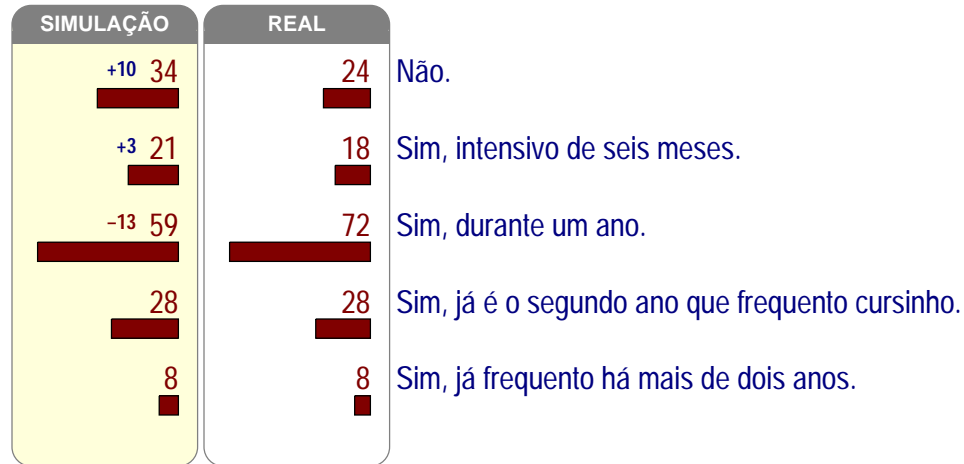 SIMULAÇÃO REAL
+10 34 24 Não.
+3 21 18 Sim, intensivo de seis meses.
−13 59 72 Sim, durante um ano.
28 28 Sim, já é o segundo ano que frequento cursinho.
8 8 Sim, já frequento há mais de dois anos.